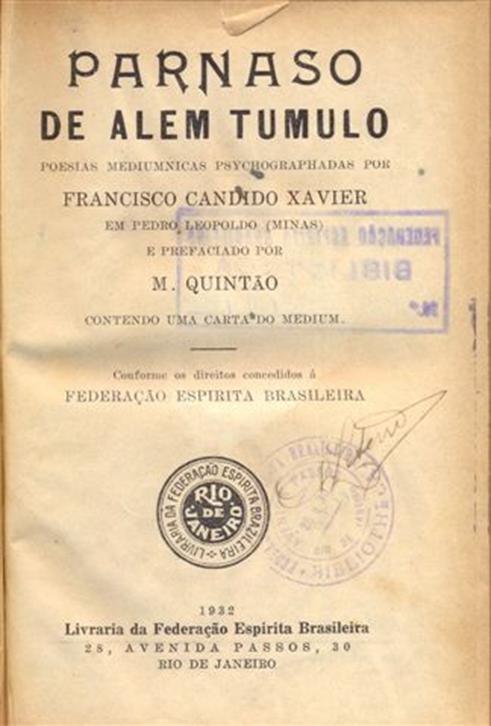 PARNASO
DE ALEM TUMULO
POESIAS MEDIUMNICAS PSYCHOGRAPHADAS POR
FRANCISCO CANDIDO XAVIER
EM PEDRO LEOPOLDO (MINAS)
E PREFACIADO POR
M. QUINTÃO
CONTENDO UMA CARTA DO MEDIUM.
Conforme os direitos concedidos á
FEDERAÇÃO ESPIRITA BRASILEIRA
LIVRARIA DA FEDERAÇÃO ESPIRITA BRAZILEIRA
RIO
DE
JANEIRO
1932
Livraria da Federação Espirita Brasileira
28, AVENIDA PASSOS, 30
RIO DE JANEIRO